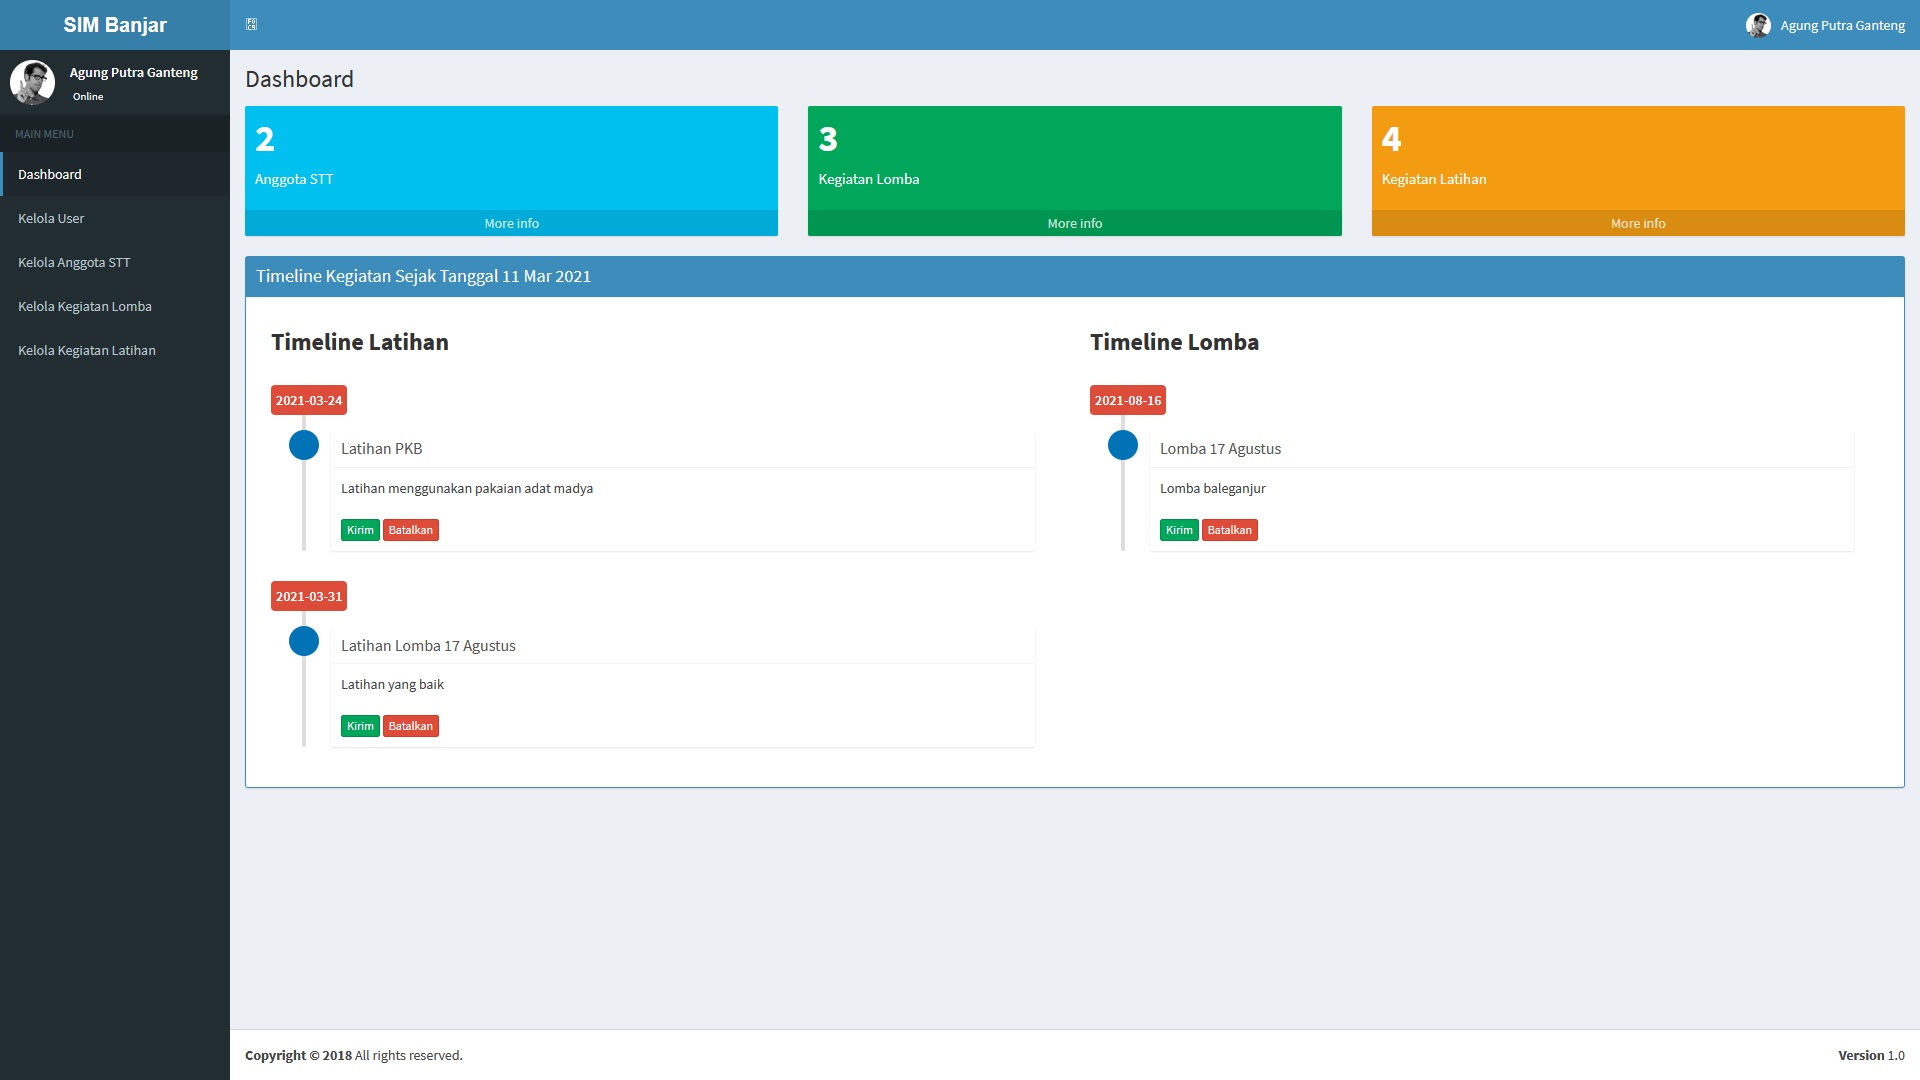 SIM Banjar
Agung Putra Ganteng
Agung Putra Ganteng
Online
MAIN MENU
Dashboard
Kelola User
Kelola Anggota STT
Kelola Kegiatan Lomba
Kelola Kegiatan Latihan
Dashboard
2
Anggota STT
More info
3
Kegiatan Lomba
More info
4
Kegiatan Latihan
More info
Timeline Kegiatan Sejak Tanggal 11 Mar 2021
Timeline Latihan
2021-03-24
Latihan PKB
Latihan menggunakan pakaian adat madya
Kirim Batalkan
2021-03-31
Latihan Lomba 17 Agustus
Latihan yang baik
Kirim Batalkan
Timeline Lomba
2021-08-16
Lomba 17 Agustus
Lomba baleganjur
Kirim Batalkan
Copyright © 2018 All rights reserved.
Version 1.0